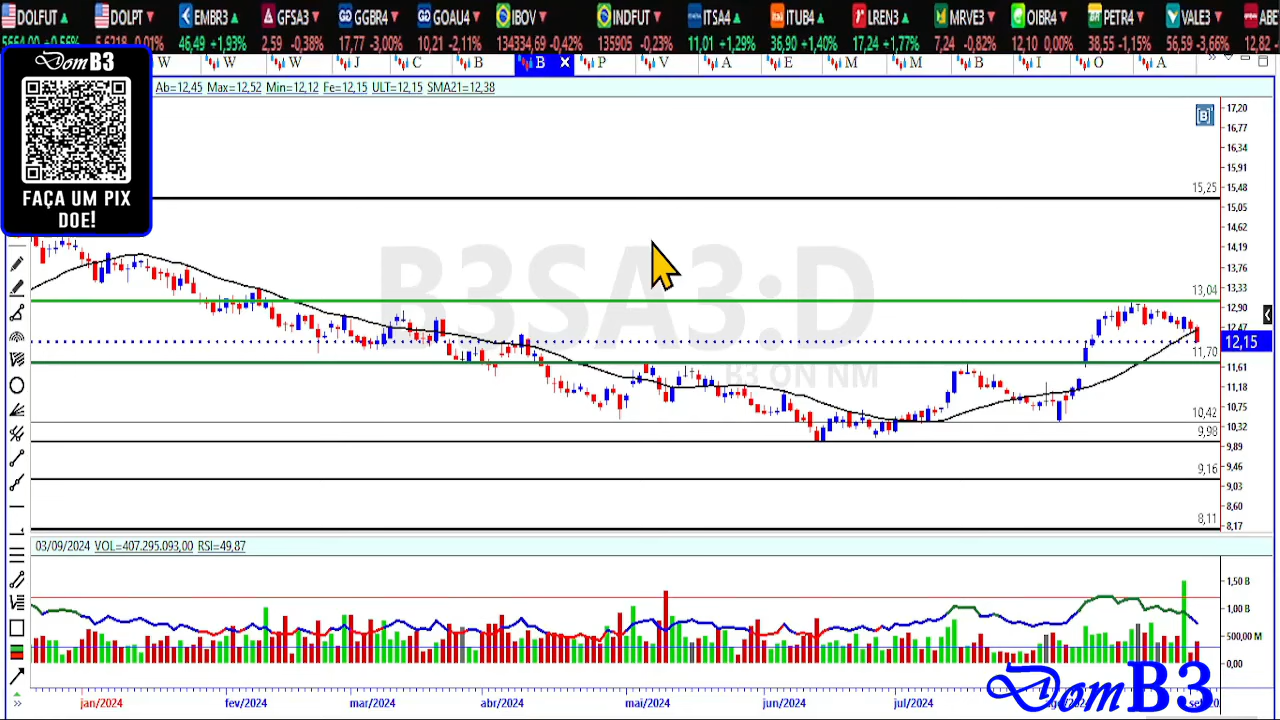 DOLFUT DOLPT EMBR3 GFSA3 GGBR4 GOAU4 IBOV INDFUT ITSA4 ITUB4 LREN3 MRVE3 OIBR4 PETR4 VALE3 ABE
+0,56% 5,6218 -0,01% 46,49 +1,93% 2,59 -0,38% 17,77 -3,00% 10,21 -2,11% 134334,69 -0,42% 135905 -0,23% 11,01 +1,29% 36,90 +1,40% 17,24 +1,77% 7,24 -0,82% 12,10 0,00% 38,55 -1,15% 56,59 -3,66% 12,82
DomB3
W W W J C B B X P V A E M M B I O A
Ab=12,45 Max=12,52 Min=12,12 Fe=12,15 ULT=12,15 SMA21=12,38
FAÇA UM PIX
DOE!
B3SA3:D
B3 ON NM
15,25
13,04
11,70
10,42
9,98
9,16
8,11
17,20
16,77
16,34
15,91
15,48
15,05
14,62
14,19
13,76
13,33
12,90
12,47
12,15
11,61
11,18
10,75
10,32
9,89
9,46
9,03
8,60
8,17
03/09/2024 VOL=407.295.093,00 RSI=49,87
1,50 B
1,00 B
500,00 M
0,00
DomB3
jan/2024 fev/2024 mar/2024 abr/2024 mai/2024 jun/2024 jul/2024